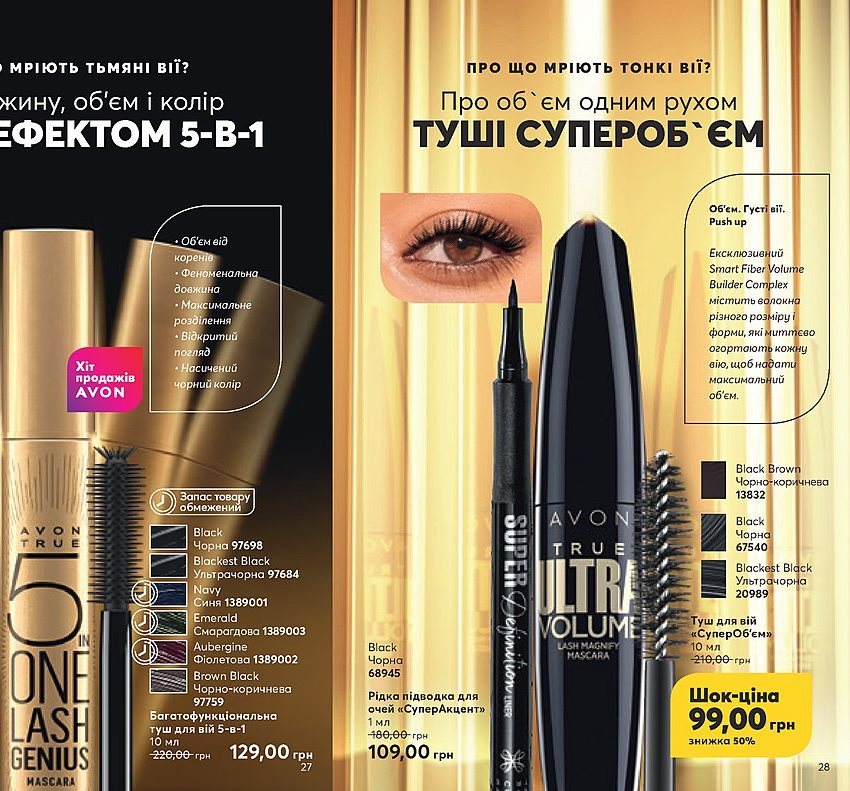 МРІЮТЬ ТЬМЯНІ ВІЇ?
жину, об'єм і колір
ЕФЕКТОМ 5-В-1
• Об'єм від
коренів
• Феноменальна
довжина
• Максимальне
розділення
• Відкритий
погляд
• Насичений
чорний колір
Хіт
продажів
AVON
Запас товару
обмежений
AVON
TRUE
5
IN
ONE
LASH
GENIUS
MASCARA
Black
Чорна 97698
Blackest Black
Ультрачорна 97684
Navy
Синя 1389001
Emerald
Смарагдова 1389003
Aubergine
Фіолетова 1389002
Brown Black
Чорно-коричнева
97759
Багатофункціональна
туш для вій 5-в-1
10 мл
220,00 грн 129,00 грн
27
ПРО ЩО МРІЮТЬ ТОНКІ ВІЇ?
Про об`єм одним рухом
ТУШІ СУПЕРОБ`ЄМ
Об'єм. Густі вії.
Push up
Ексклюзивний
Smart Fiber Volume
Builder Complex
містить волокна
різного розміру і
форми, які миттєво
огортають кожну
вію, щоб надати
максимальний
об'єм.
SUPER Definition LINER
AVON
TRUE
ULTRA
VOLUME
LASH MAGNIFY
MASCARA
Black Brown
Чорно-коричнева
13832
Black
Чорна
67540
Blackest Black
Ультрачорна
20989
Туш для вій
«СуперОб'єм»
10 мл
210,00 грн
Шок-ціна
99,00 грн
знижка 50%
Black
Чорна
68945
Рідка підводка для
очей «СуперАкцент»
1 мл
180,00 грн
109,00 грн
28